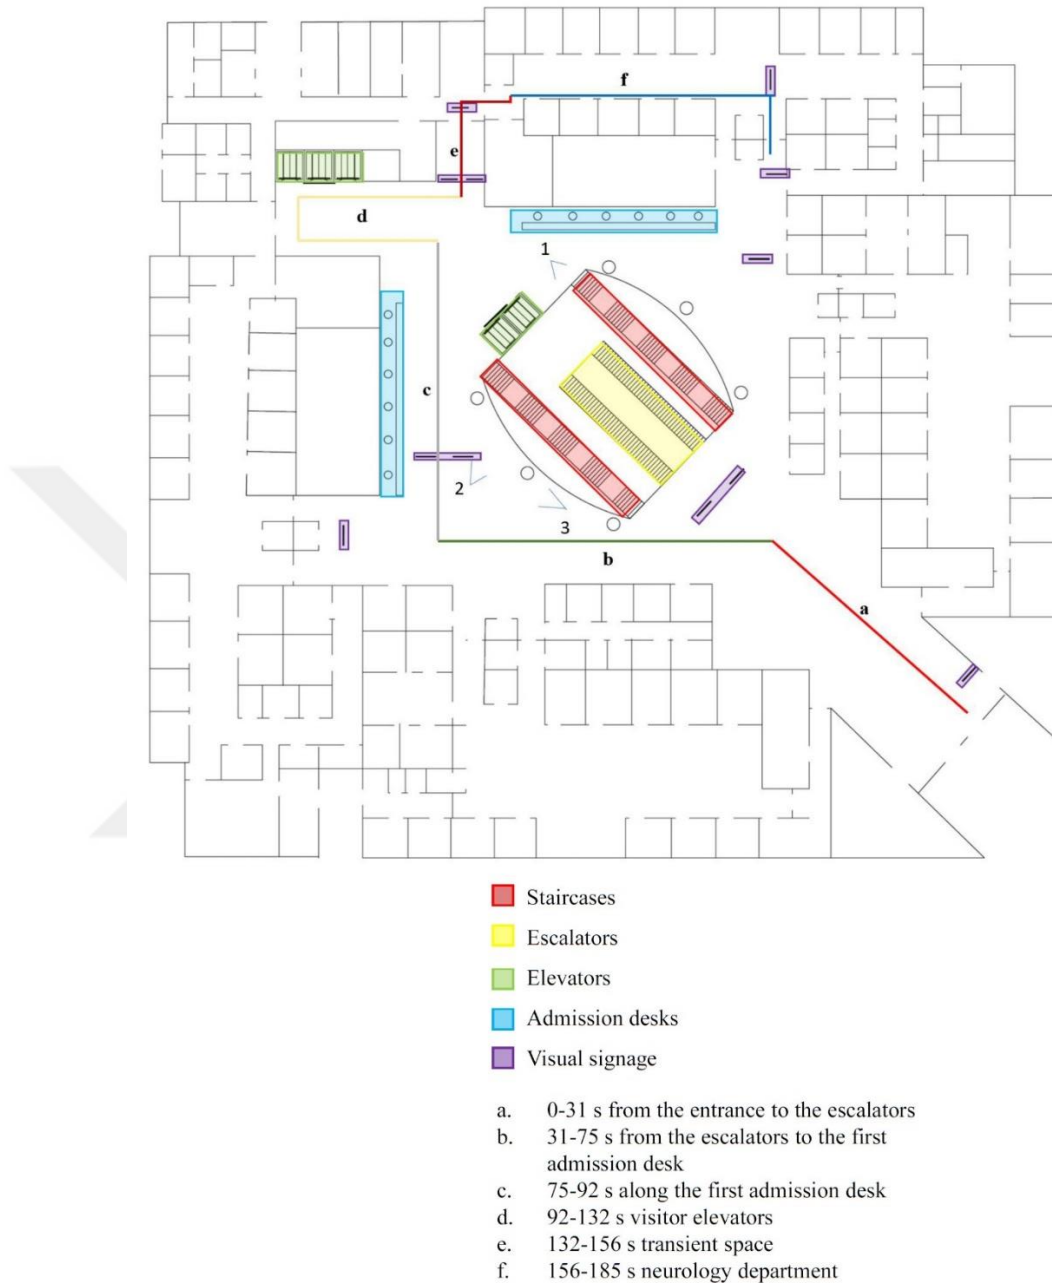 f
e
d
1
c
2
3
b
a
Staircases
Escalators
Elevators
Admission desks
Visual signage
a. 0-31 s from the entrance to the escalators
b. 31-75 s from the escalators to the first
admission desk
c. 75-92 s along the first admission desk
d. 92-132 s visitor elevators
e. 132-156 s transient space
f. 156-185 s neurology department